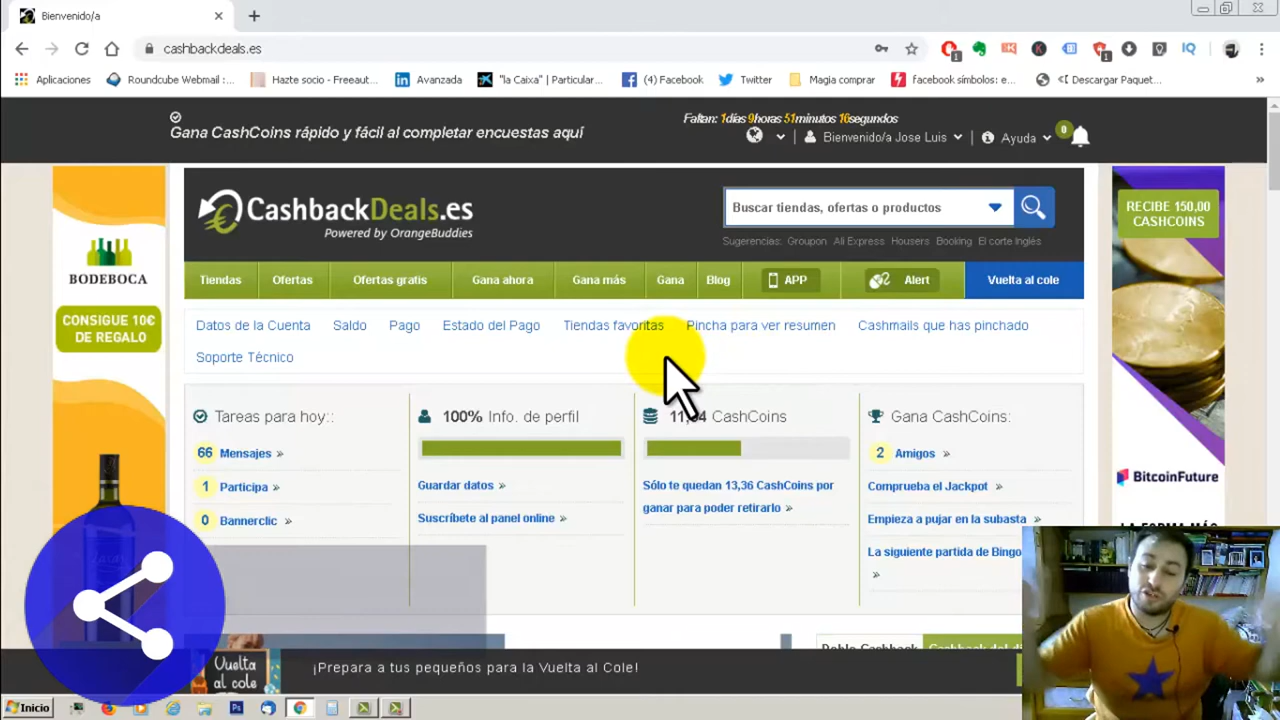 Bienvenido/a
cashbackdeals.es
1
1
Aplicaciones
Roundcube Webmail :...
Hazte socio - Freeaut...
Avanzada
"la Caixa" | Particular...
(4) Facebook
Twitter
Magia comprar
facebook símbolos: e...
Descargar Paquet...
»
Gana CashCoins rápido y fácil al completar encuestas aquí
Faltan: 1días 9horas 51minutos 16segundos
Bienvenido/a Jose Luis
Ayuda
0
CashbackDeals.es
Powered by OrangeBuddies
Buscar tiendas, ofertas o productos
Sugerencias: Groupon Ali Express Housers Booking El corte Inglés
BODEBOCA
CONSIGUE 10€
DE REGALO
RECIBE 150,00
CASHCOINS
BitcoinFuture
Tiendas
Ofertas
Ofertas gratis
Gana ahora
Gana más
Gana
Blog
APP
Alert
Vuelta al cole
Datos de la Cuenta
Saldo
Pago
Estado del Pago
Tiendas favoritas
Pincha para ver resumen
Cashmails que has pinchado
Soporte Técnico
Tareas para hoy::
66 Mensajes »
1 Participa »
0 Bannerclic »
100% Info. de perfil
Guardar datos »
Suscríbete al panel online »
CashCoins
Sólo te quedan 13,36 CashCoins por
ganar para poder retirarlo »
Gana CashCoins:
2 Amigos »
Comprueba el Jackpot »
Empieza a pujar en la subasta »
La siguiente partida de Bingo
»
Doblo Cashback
Cashback del
Vuelta
al cole
¡Prepara a tus pequeños para la Vuelta al Cole!
Inicio